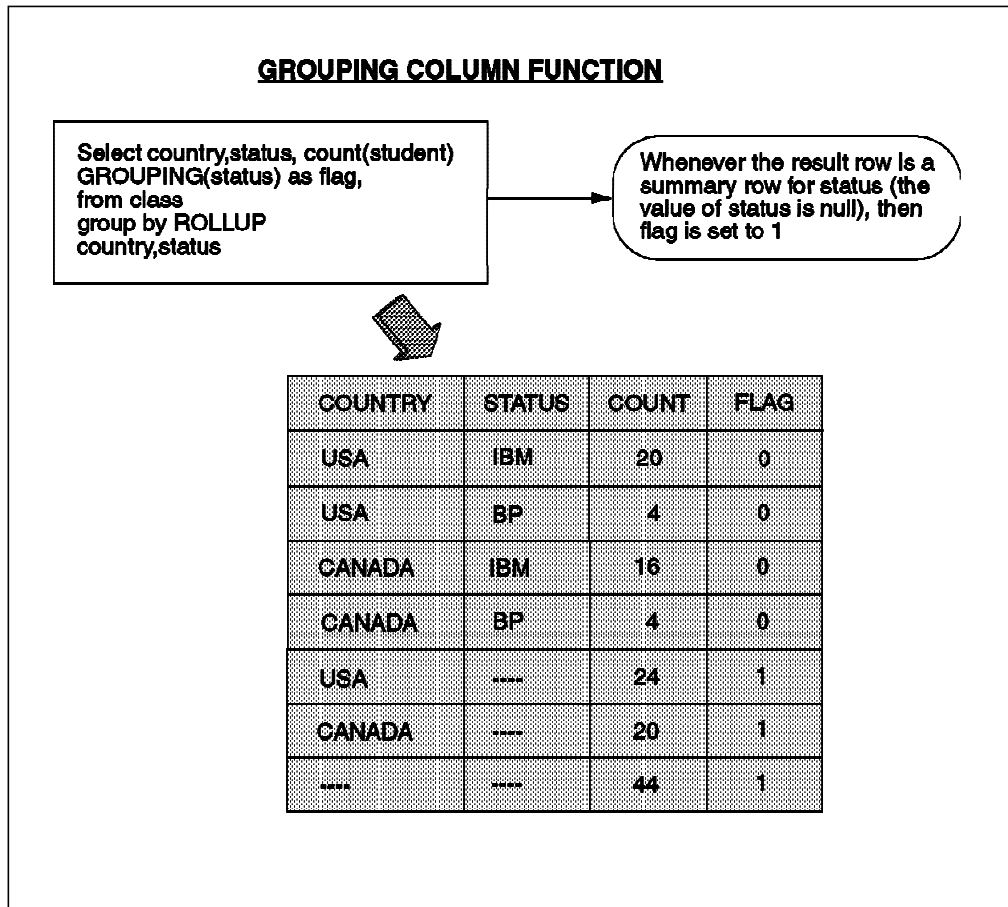 GROUPING COLUMN FUNCTION
Select country,status, count(student)
GROUPING(status) as flag,
from class
group by ROLLUP
country,status
Whenever the result row is a
summary row for status (the
value of status is null), then
flag is set to 1
COUNTRY STATUS COUNT FLAG
USA IBM 20 0
USA BP 4 0
CANADA IBM 16 0
CANADA BP 4 0
USA ---- 24 1
CANADA ---- 20 1
---- ---- 44 1